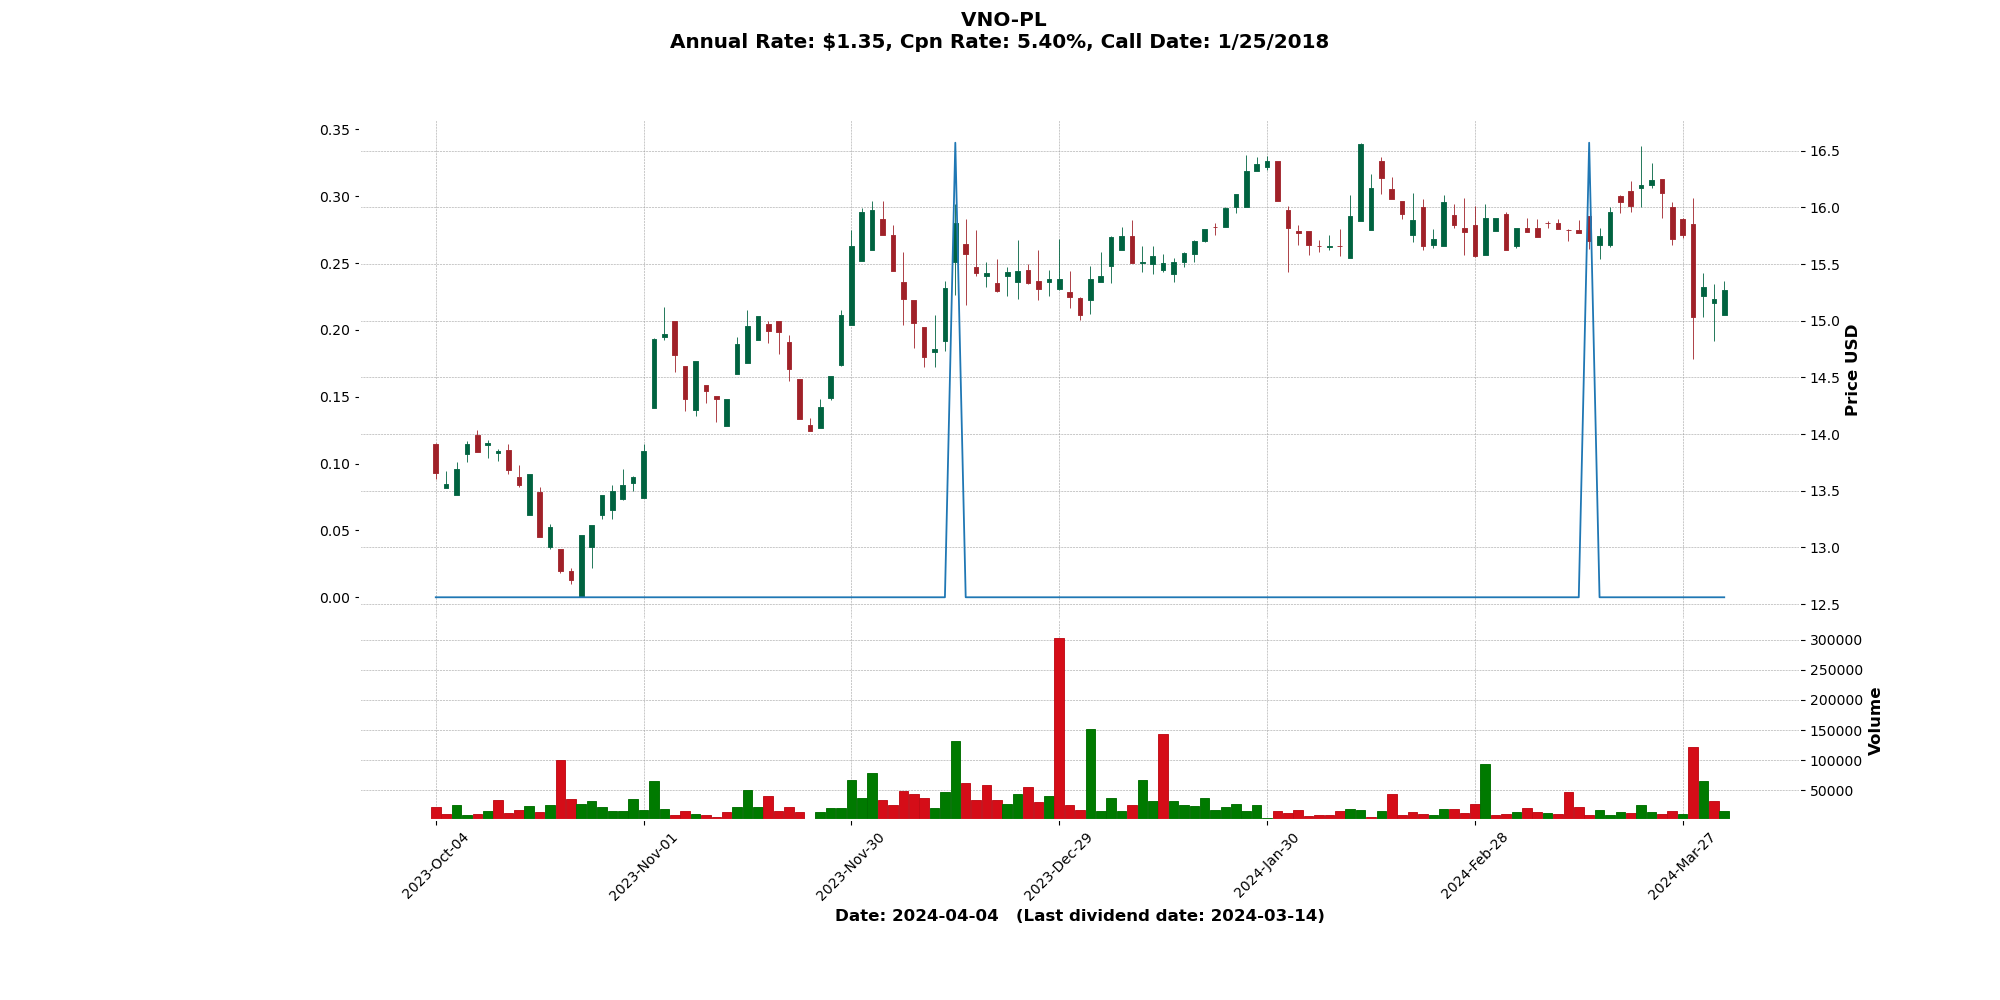 VNO-PL
Annual Rate: $1.35, Cpn Rate: 5.40%, Call Date: 1/25/2018
0.35
0.30
0.25
0.20
0.15
0.10
0.05
0.00
16.5
16.0
15.5
15.0
14.5
14.0
13.5
13.0
12.5
Price USD
300000
250000
200000
150000
100000
50000
Volume
2023-Oct-04
2023-Nov-01
2023-Nov-30
2023-Dec-29
2024-Jan-30
2024-Feb-28
2024-Mar-27
Date: 2024-04-04 (Last dividend date: 2024-03-14)